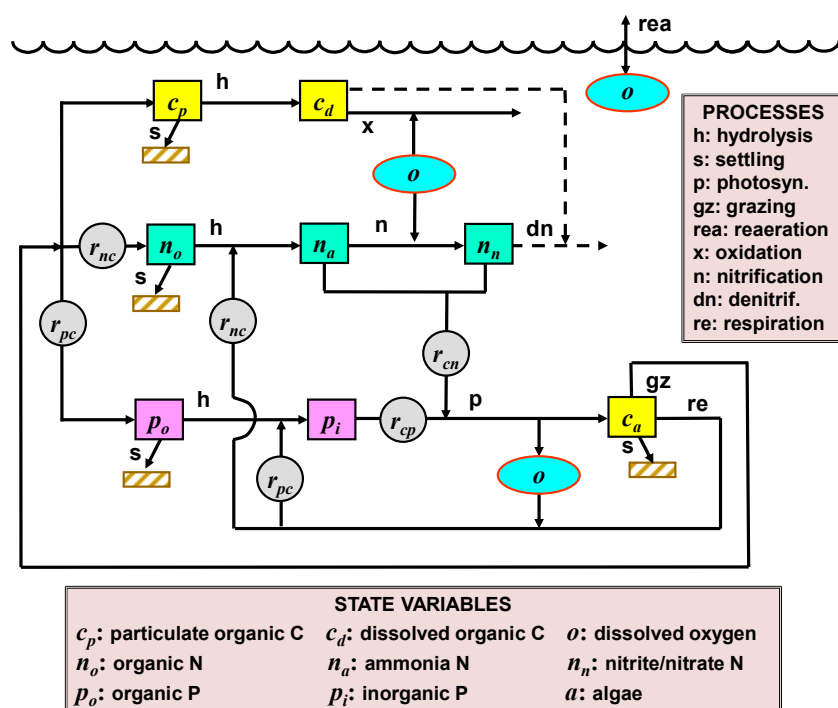 rea
o
h
c_p
c_d
s
x
o
PROCESSES
h: hydrolysis
s: settling
p: photosyn.
gz: grazing
rea: reaeration
x: oxidation
n: nitrification
dn: denitrif.
re: respiration
r_nc
n_o
h
n_a
n
n_n
dn
s
r_pc
r_nc
r_cn
gz
p_o
h
p_i
r_cp
p
c_a
re
s
s
r_pc
o
STATE VARIABLES
c_p: particulate organic C c_d: dissolved organic C o: dissolved oxygen
n_o: organic N n_a: ammonia N n_n: nitrite/nitrate N
p_o: organic P p_i: inorganic P a: algae